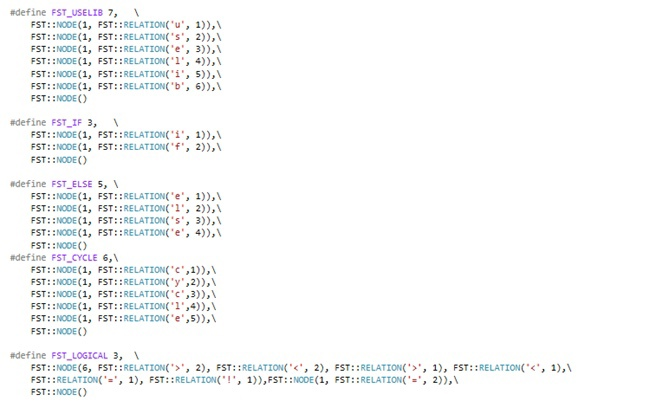 #define FST_USELIB 7, \
FST::NODE(1, FST::RELATION('u', 1)),\
FST::NODE(1, FST::RELATION('s', 2)),\
FST::NODE(1, FST::RELATION('e', 3)),\
FST::NODE(1, FST::RELATION('l', 4)),\
FST::NODE(1, FST::RELATION('i', 5)),\
FST::NODE(1, FST::RELATION('b', 6)),\
FST::NODE()
#define FST_IF 3, \
FST::NODE(1, FST::RELATION('i', 1)),\
FST::NODE(1, FST::RELATION('f', 2)),\
FST::NODE()
#define FST_ELSE 5, \
FST::NODE(1, FST::RELATION('e', 1)),\
FST::NODE(1, FST::RELATION('l', 2)),\
FST::NODE(1, FST::RELATION('s', 3)),\
FST::NODE(1, FST::RELATION('e', 4)),\
FST::NODE()
#define FST_CYCLE 6,\
FST::NODE(1, FST::RELATION('c',1)),\
FST::NODE(1, FST::RELATION('y',2)),\
FST::NODE(1, FST::RELATION('c',3)),\
FST::NODE(1, FST::RELATION('l',4)),\
FST::NODE(1, FST::RELATION('e',5)),\
FST::NODE()
#define FST_LOGICAL 3, \
FST::NODE(6, FST::RELATION('>', 2), FST::RELATION('<', 2), FST::RELATION('>', 1), FST::RELATION('<', 1),\
FST::RELATION('=', 1), FST::RELATION('!', 1)),FST::NODE(1, FST::RELATION('=', 2)),\
FST::NODE()